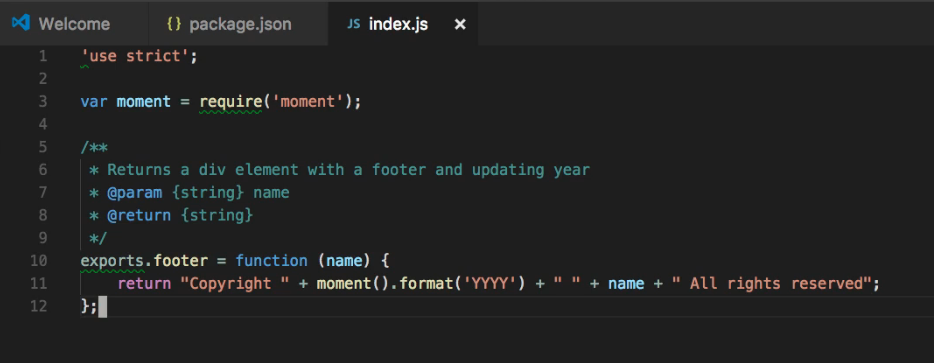 Welcome {} package.json JS index.js ×
1 'use strict';
2
3 var moment = require('moment');
4
5 /**
6  * Returns a div element with a footer and updating year
7  * @param {string} name
8  * @return {string}
9  */
10 exports.footer = function (name) {
11     return "Copyright " + moment().format('YYYY') + " " + name + " All rights reserved";
12 };